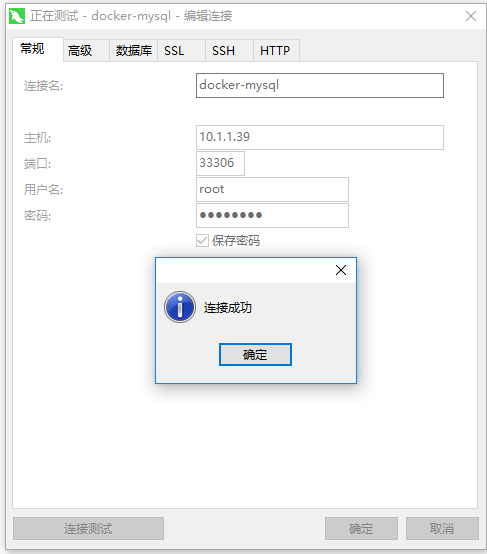 正在测试 - docker-mysql - 编辑连接
常规 高级 数据库 SSL SSH HTTP
连接名: docker-mysql
主机: 10.1.1.39
端口: 33306
用户名: root
密码: ●●●●●●●●
保存密码
连接成功
确定
连接测试 确定 取消